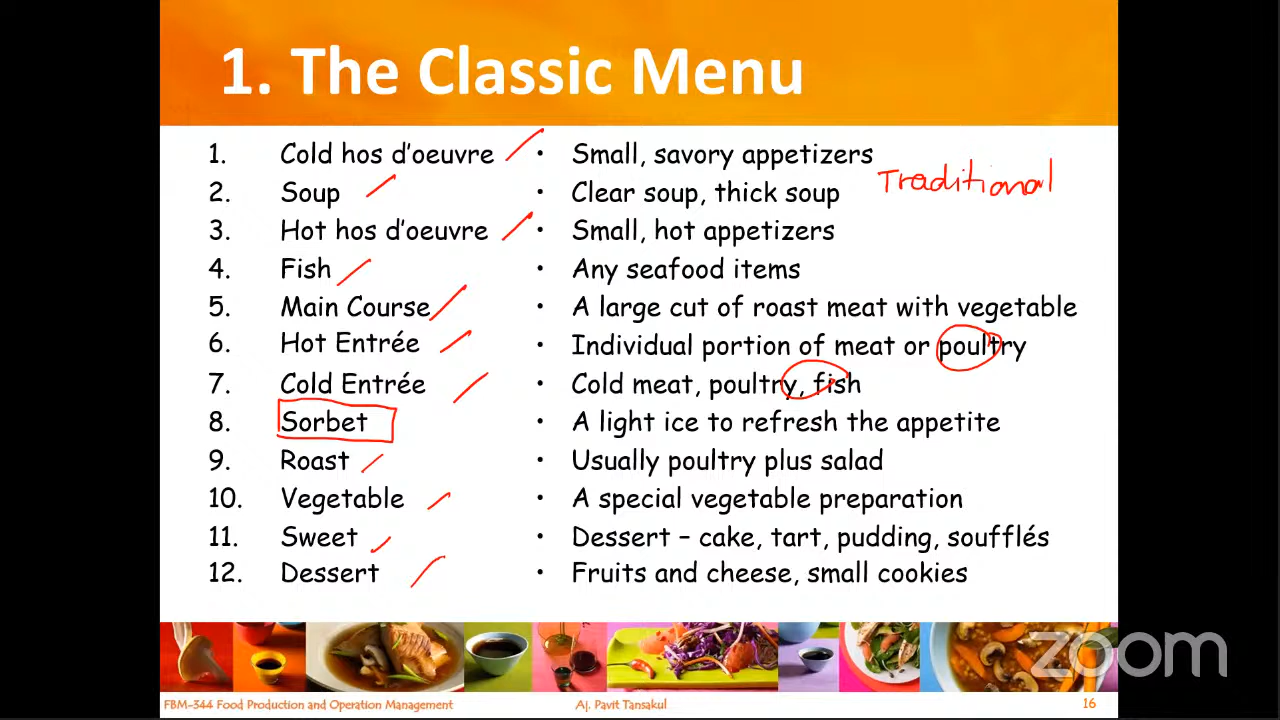 1. The Classic Menu
1. Cold hos d'oeuvre • Small, savory appetizers
Traditional
2. Soup • Clear soup, thick soup
3. Hot hos d'oeuvre • Small, hot appetizers
4. Fish • Any seafood items
5. Main Course • A large cut of roast meat with vegetable
6. Hot Entrée • Individual portion of meat or poultry
7. Cold Entrée • Cold meat, poultry, fish
8. Sorbet • A light ice to refresh the appetite
9. Roast • Usually poultry plus salad
10. Vegetable • A special vegetable preparation
11. Sweet • Dessert – cake, tart, pudding, soufflés
12. Dessert • Fruits and cheese, small cookies
zoom
FBM-344 Food Production and Operation Management Aj. Pavit Tansakul 16